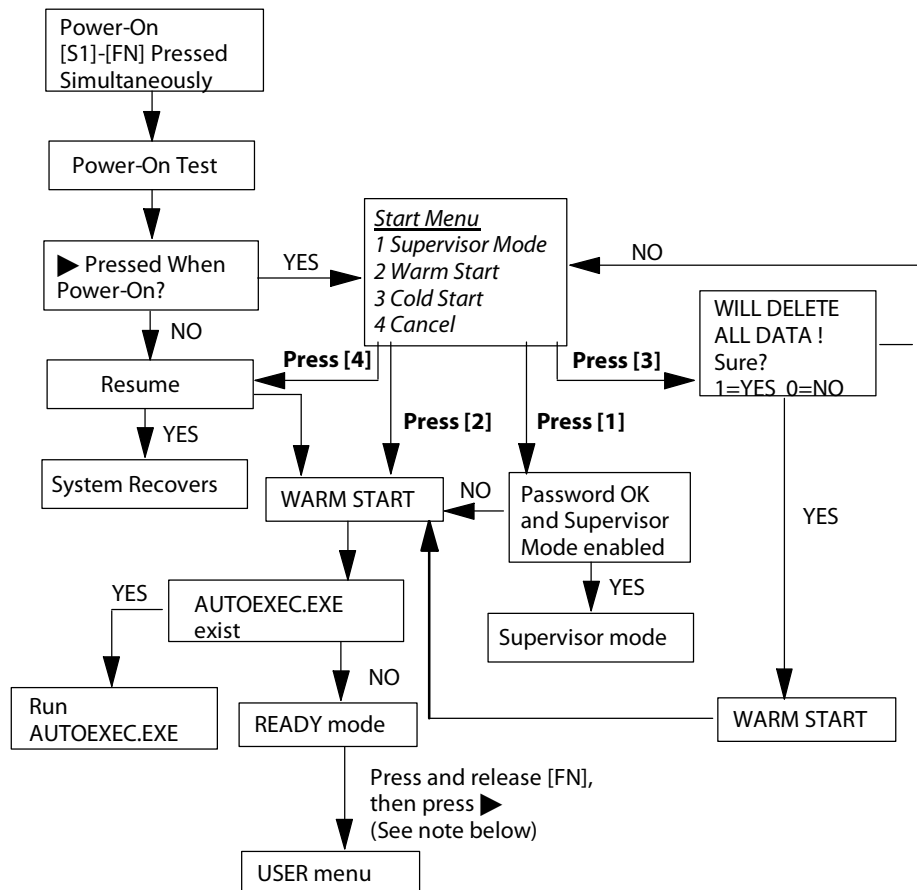 Power-On
[S1]-[FN] Pressed
Simultaneously
Power-On Test
▶ Pressed When
Power-On?
YES
NO
Start Menu
1 Supervisor Mode
2 Warm Start
3 Cold Start
4 Cancel
NO
WILL DELETE
ALL DATA !
Sure?
1=YES 0=NO
Press [4]
Press [3]
Press [2]
Press [1]
Resume
YES
System Recovers
WARM START
NO
Password OK
and Supervisor
Mode enabled
YES
YES
Supervisor mode
YES
AUTOEXEC.EXE
exist
NO
Run
AUTOEXEC.EXE
READY mode
WARM START
Press and release [FN],
then press ▶
(See note below)
USER menu